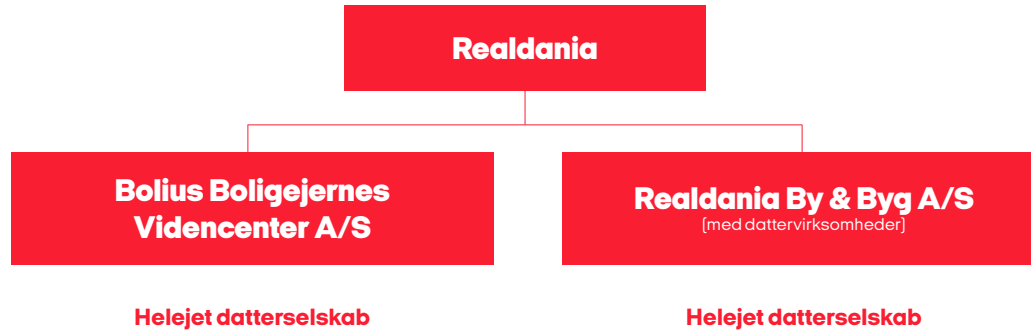 Realdania
Bolius Boligejernes
Videncenter A/S
Realdania By & Byg A/S
(med dattervirksomheder)
Helejet datterselskab
Helejet datterselskab